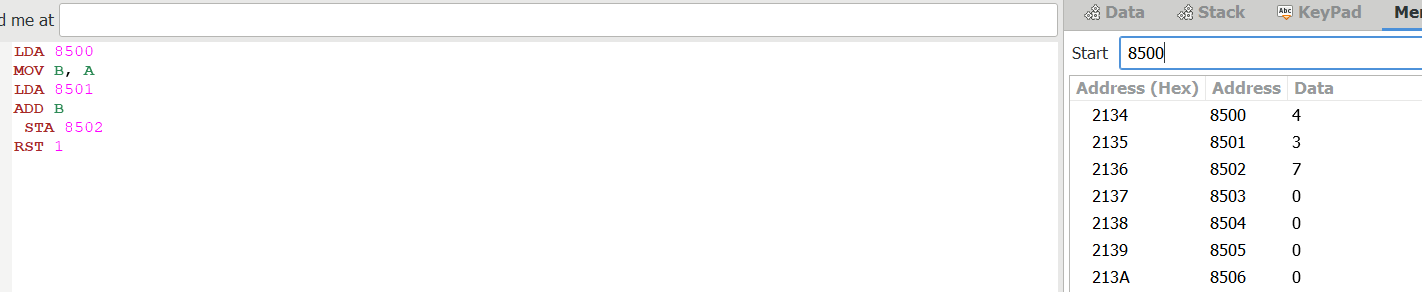 d me at
LDA 8500
MOV B, A
LDA 8501
ADD B
STA 8502
RST 1
Data Stack KeyPad
Start 8500
Address (Hex) Address Data
2134 8500 4
2135 8501 3
2136 8502 7
2137 8503 0
2138 8504 0
2139 8505 0
213A 8506 0